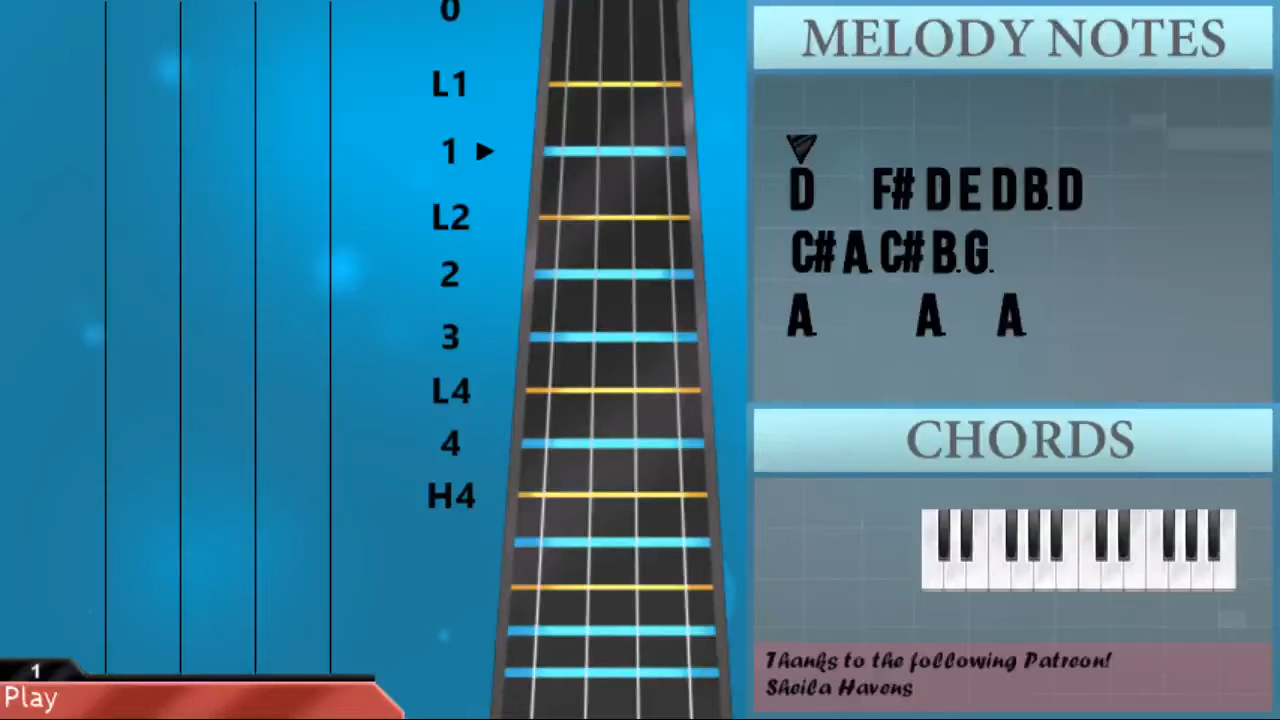 0
L1
1
L2
2
3
L4
4
H4
1
Play
MELODY NOTES
D F# D E D B. D
C# A. C# B. G.
A. A. A.
CHORDS
Thanks to the following Patreon!
Sheila Havens